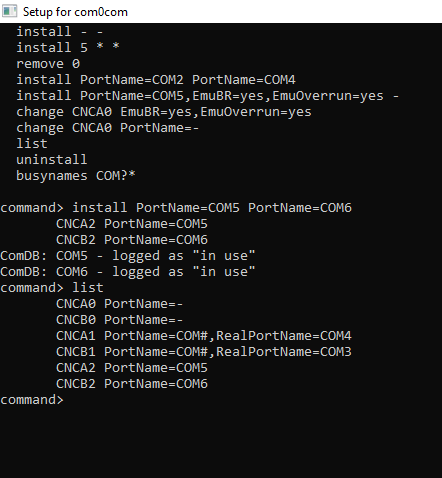 Setup for com0com
install - -
install 5 * *
remove 0
install PortName=COM2 PortName=COM4
install PortName=COM5,EmuBR=yes,EmuOverrun=yes -
change CNCA0 EmuBR=yes,EmuOverrun=yes
change CNCA0 PortName=-
list
uninstall
busynames COM?*
command> install PortName=COM5 PortName=COM6
CNCA2 PortName=COM5
CNCB2 PortName=COM6
ComDB: COM5 - logged as "in use"
ComDB: COM6 - logged as "in use"
command> list
CNCA0 PortName=-
CNCB0 PortName=-
CNCA1 PortName=COM#,RealPortName=COM4
CNCB1 PortName=COM#,RealPortName=COM3
CNCA2 PortName=COM5
CNCB2 PortName=COM6
command>